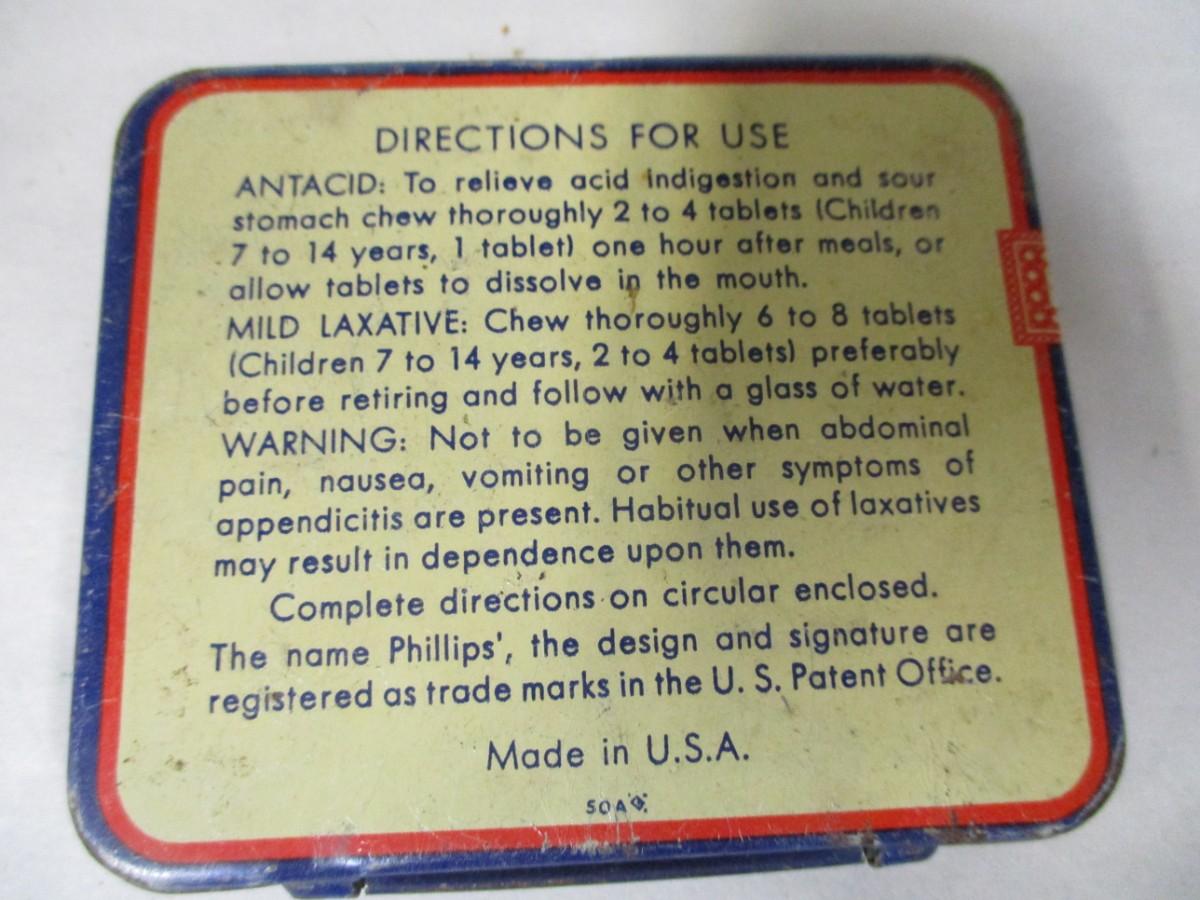 DIRECTIONS FOR USE
ANTACID: To relieve acid indigestion and sour
stomach chew thoroughly 2 to 4 tablets (Children
7 to 14 years, 1 tablet) one hour after meals, or
allow tablets to dissolve in the mouth.
MILD LAXATIVE: Chew thoroughly 6 to 8 tablets
(Children 7 to 14 years, 2 to 4 tablets) preferably
before retiring and follow with a glass of water.
WARNING: Not to be given when abdominal
pain, nausea, vomiting or other symptoms of
appendicitis are present. Habitual use of laxatives
may result in dependence upon them.
Complete directions on circular enclosed.
The name Phillips', the design and signature are
registered as trade marks in the U. S. Patent Office.
Made in U.S.A.
50A